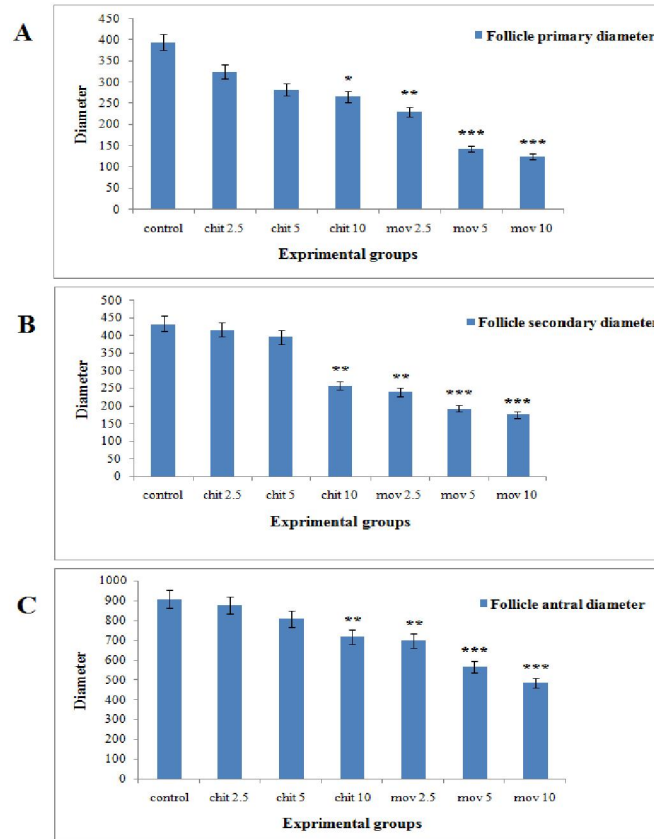 A
Follicle primary diameter
450
400
350
300
250
200
150
100
50
0
Diameter
* ** *** ***
control chit 2.5 chit 5 chit 10 mov 2.5 mov 5 mov 10
Exprimental groups
B
Follicle secondary diameter
500
450
400
350
300
250
200
150
100
50
0
Diameter
** ** *** ***
control chit 2.5 chit 5 chit 10 mov 2.5 mov 5 mov 10
Exprimental groups
C
Follicle antral diameter
1000
900
800
700
600
500
400
300
200
100
0
Diameter
** ** *** ***
control chit 2.5 chit 5 chit 10 mov 2.5 mov 5 mov 10
Exprimental groups